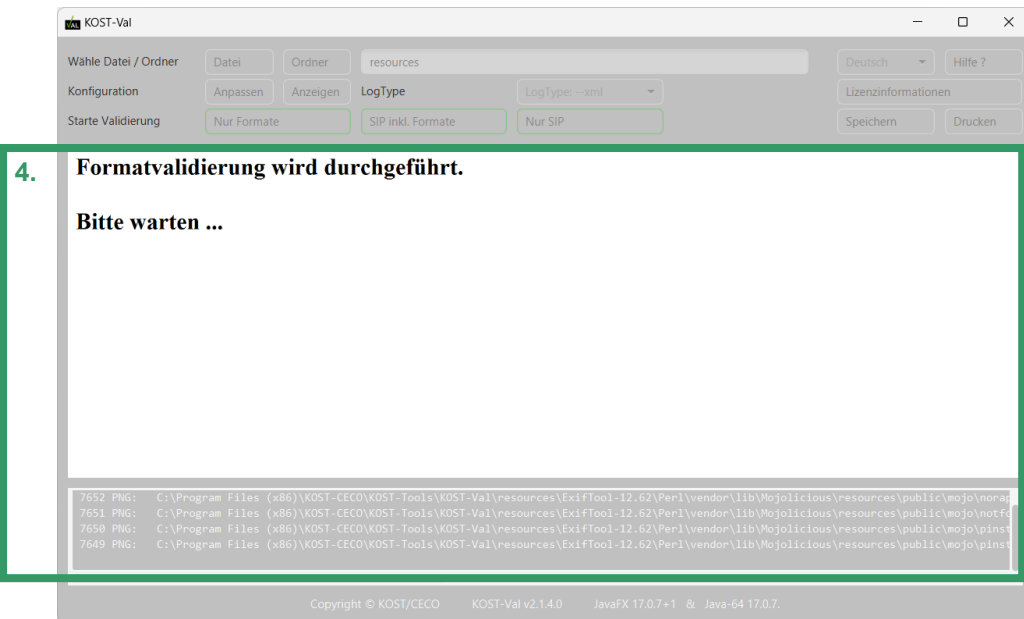 KOST-Val
Wähle Datei / Ordner Datei Ordner resources Deutsch Hilfe ?
Konfiguration Anpassen Anzeigen LogType LogType: --xml Lizenzinformationen
Starte Validierung Nur Formate SIP inkl. Formate Nur SIP Speichern Drucken
4.
Formatvalidierung wird durchgeführt.
Bitte warten ...
7652 PNG: C:\Program Files (x86)\KOST-CECO\KOST-Tools\KOST-Val\resources\ExifTool-12.62\Perl\vendor\lib\Mojolicious\resources\public\mojo\norap
7651 PNG: C:\Program Files (x86)\KOST-CECO\KOST-Tools\KOST-Val\resources\ExifTool-12.62\Perl\vendor\lib\Mojolicious\resources\public\mojo\notfo
7650 PNG: C:\Program Files (x86)\KOST-CECO\KOST-Tools\KOST-Val\resources\ExifTool-12.62\Perl\vendor\lib\Mojolicious\resources\public\mojo\pinst
7649 PNG: C:\Program Files (x86)\KOST-CECO\KOST-Tools\KOST-Val\resources\ExifTool-12.62\Perl\vendor\lib\Mojolicious\resources\public\mojo\pinst
Copyright © KOST/CECO KOST-Val v2.1.4.0 JavaFX 17.0.7+1 & Java-64 17.0.7.